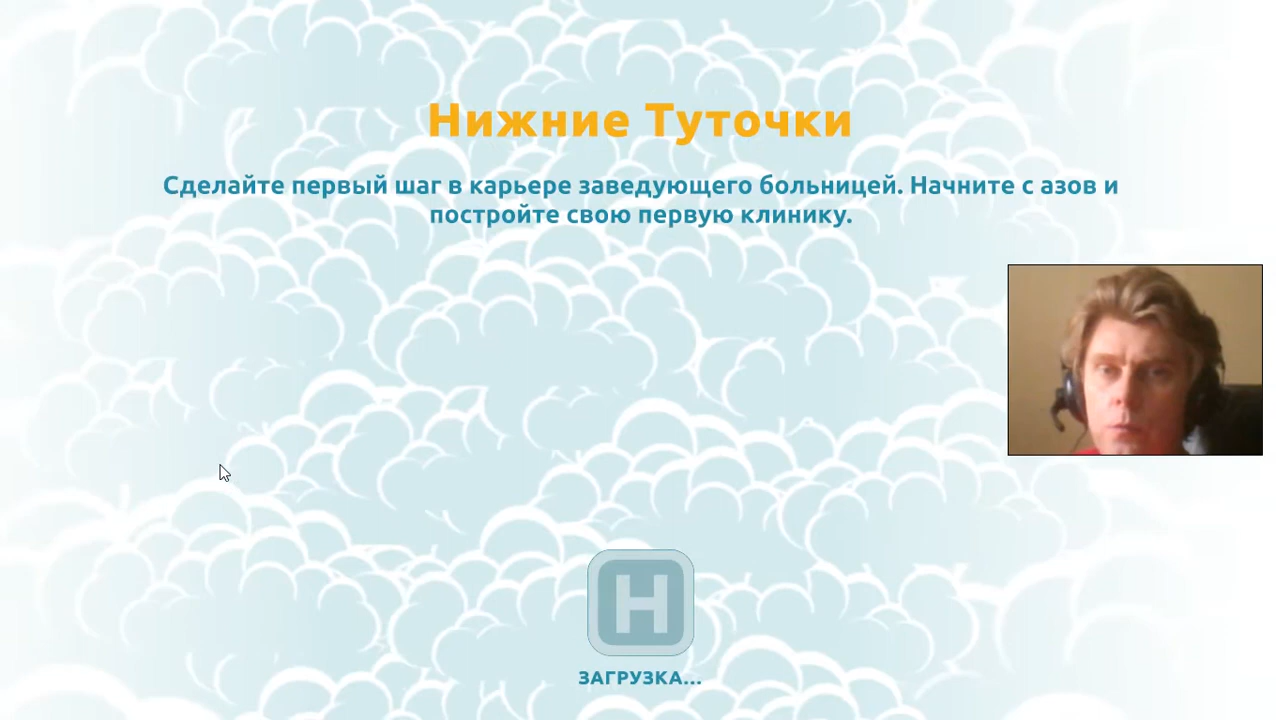 Нижние Туточки
Сделайте первый шаг в карьере заведующего больницей. Начните с азов и
постройте свою первую клинику.
H
ЗАГРУЗКА...